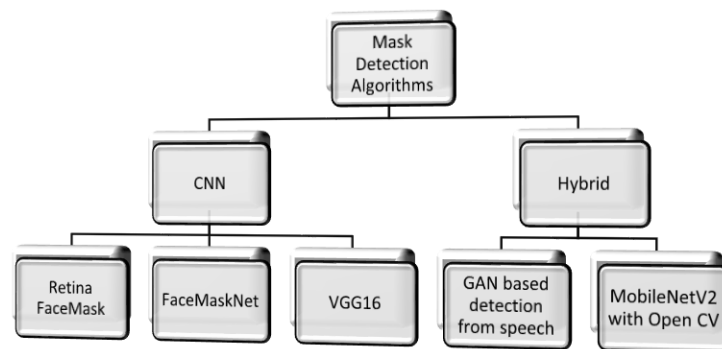 Mask
Detection
Algorithms
CNN
Hybrid
Retina
FaceMask
FaceMaskNet
VGG16
GAN based
detection
from speech
MobileNetV2
with Open CV